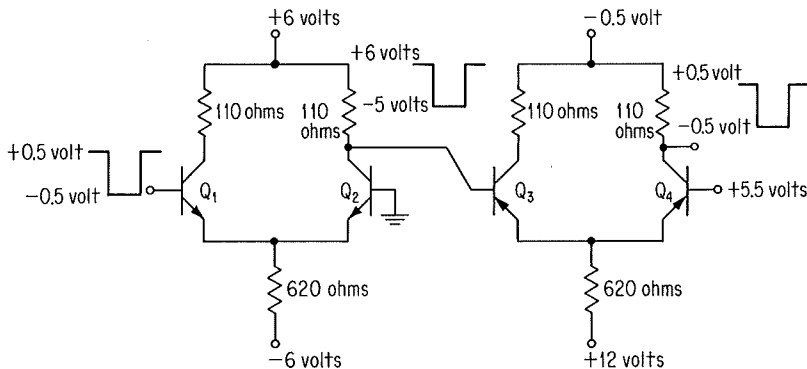 +6 volts
-0.5 volt
+6 volts
-5 volts
+0.5 volt
-0.5 volt
110 ohms
110
ohms
110 ohms
110
ohms
+0.5 volt
-0.5 volt
Q1
Q2
Q3
Q4
+5.5 volts
620 ohms
620 ohms
-6 volts
+12 volts